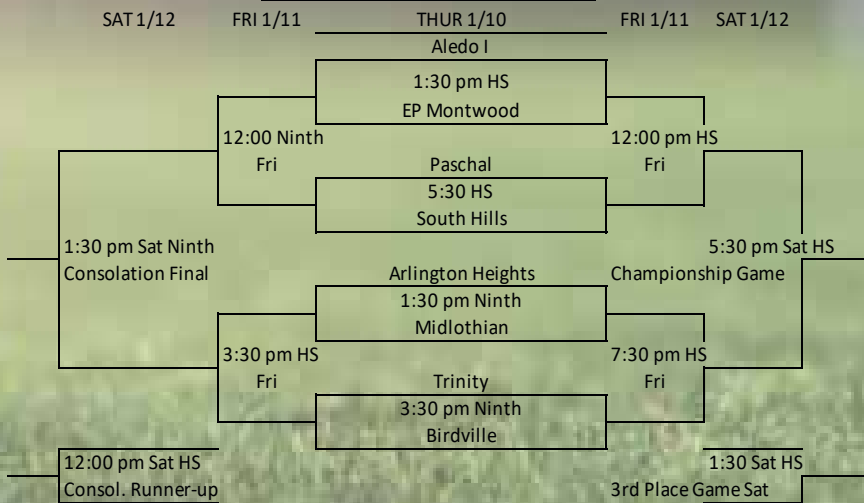 SAT 1/12 FRI 1/11 THUR 1/10 FRI 1/11 SAT 1/12
Aledo I
1:30 pm HS
EP Montwood
12:00 Ninth 12:00 pm HS
Fri Paschal Fri
5:30 HS
South Hills
1:30 pm Sat Ninth 5:30 pm Sat HS
Consolation Final Arlington Heights Championship Game
1:30 pm Ninth
Midlothian
3:30 pm HS 7:30 pm HS
Fri Trinity Fri
3:30 pm Ninth
Birdville
12:00 pm Sat HS 1:30 Sat HS
Consol. Runner-up 3rd Place Game Sat